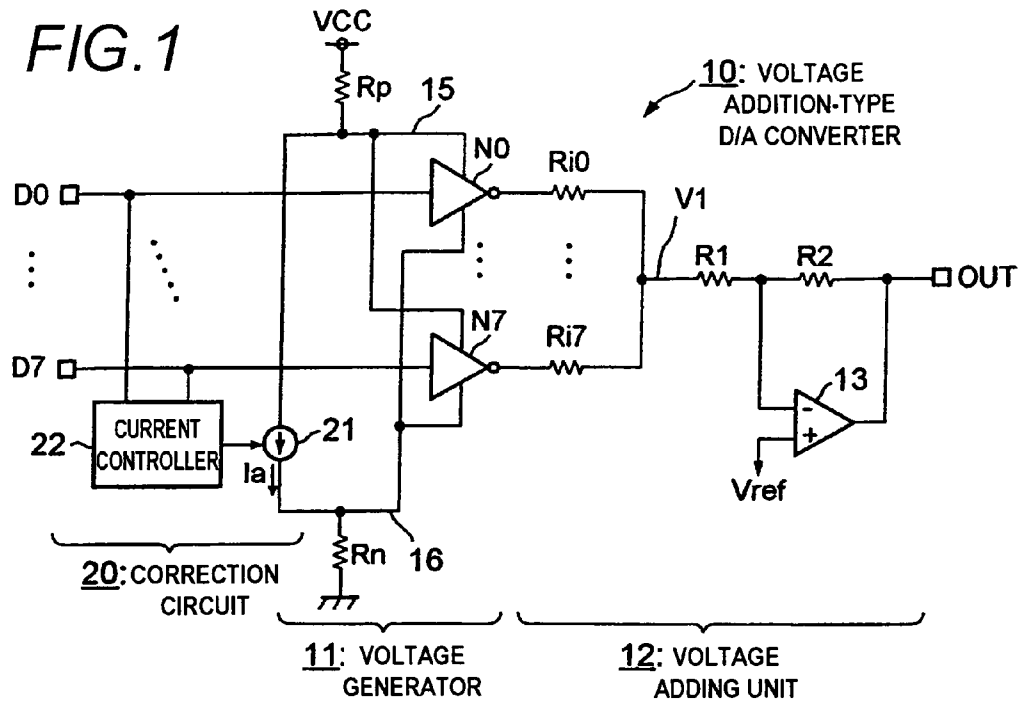 FIG.1
VCC
Rp
15
10: VOLTAGE
ADDITION-TYPE
D/A CONVERTER
N0
Ri0
D0
V1
R1
R2
OUT
N7
Ri7
D7
13
22
CURRENT
CONTROLLER
21
Ia
-
+
Vref
16
Rn
20: CORRECTION
CIRCUIT
11: VOLTAGE
GENERATOR
12: VOLTAGE
ADDING UNIT